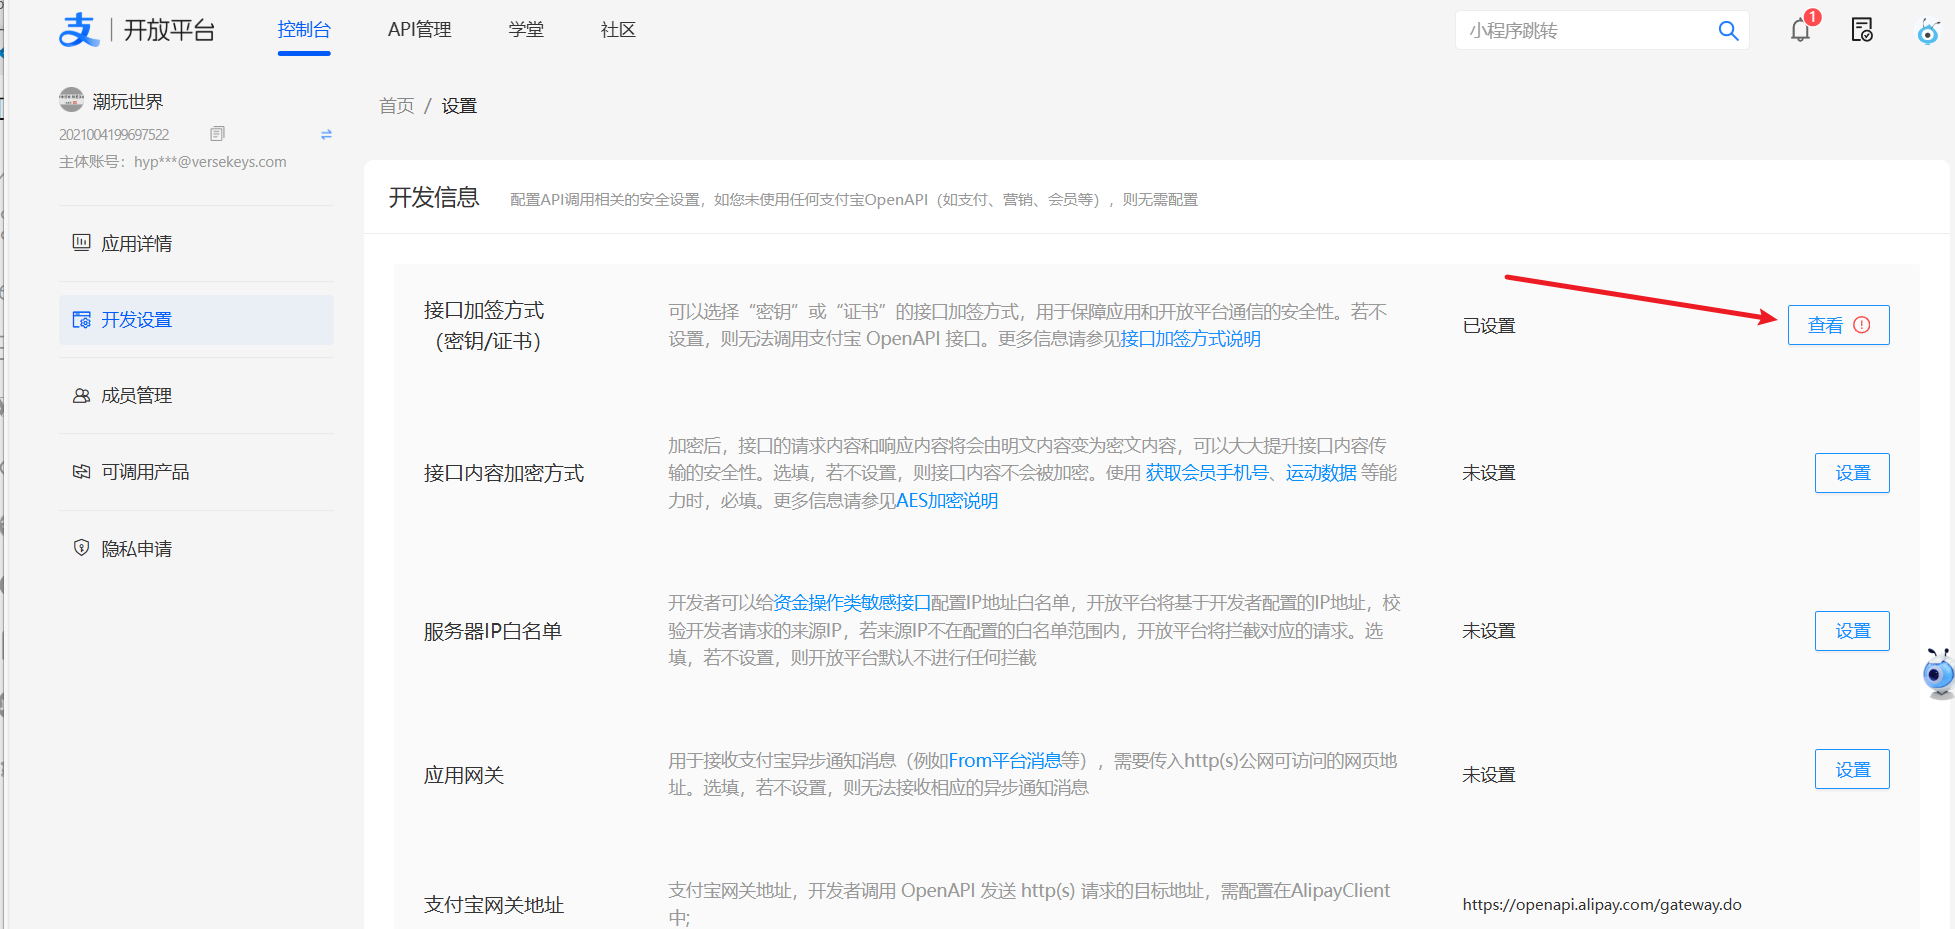 支 开放平台 控制台 API管理 学堂 社区 小程序跳转 1
潮玩世界
2021004199697522
主体账号：hyp***@versekeys.com
应用详情
开发设置
成员管理
可调用产品
隐私申请
首页 / 设置
开发信息 配置API调用相关的安全设置，如您未使用任何支付宝OpenAPI（如支付、营销、会员等），则无需配置
接口加签方式
（密钥/证书）
可以选择“密钥”或“证书”的接口加签方式，用于保障应用和开放平台通信的安全性。若不
设置，则无法调用支付宝 OpenAPI 接口。更多信息请参见接口加签方式说明
已设置
查看
接口内容加密方式
加密后，接口的请求内容和响应内容将会由明文内容变为密文内容，可以大大提升接口内容传
输的安全性。选填，若不设置，则接口内容不会被加密。使用 获取会员手机号、运动数据 等能
力时，必填。更多信息请参见AES加密说明
未设置
设置
服务器IP白名单
开发者可以给资金操作类敏感接口配置IP地址白名单，开放平台将基于开发者配置的IP地址，校
验开发者请求的来源IP，若来源IP不在配置的白名单范围内，开放平台将拦截对应的请求。选
填，若不设置，则开放平台默认不进行任何拦截
未设置
设置
应用网关
用于接收支付宝异步通知消息（例如From平台消息等），需要传入http(s)公网可访问的网页地
址。选填，若不设置，则无法接收相应的异步通知消息
未设置
设置
支付宝网关地址
支付宝网关地址，开发者调用 OpenAPI 发送 http(s) 请求的目标地址，需配置在AlipayClient
中;
https://openapi.alipay.com/gateway.do